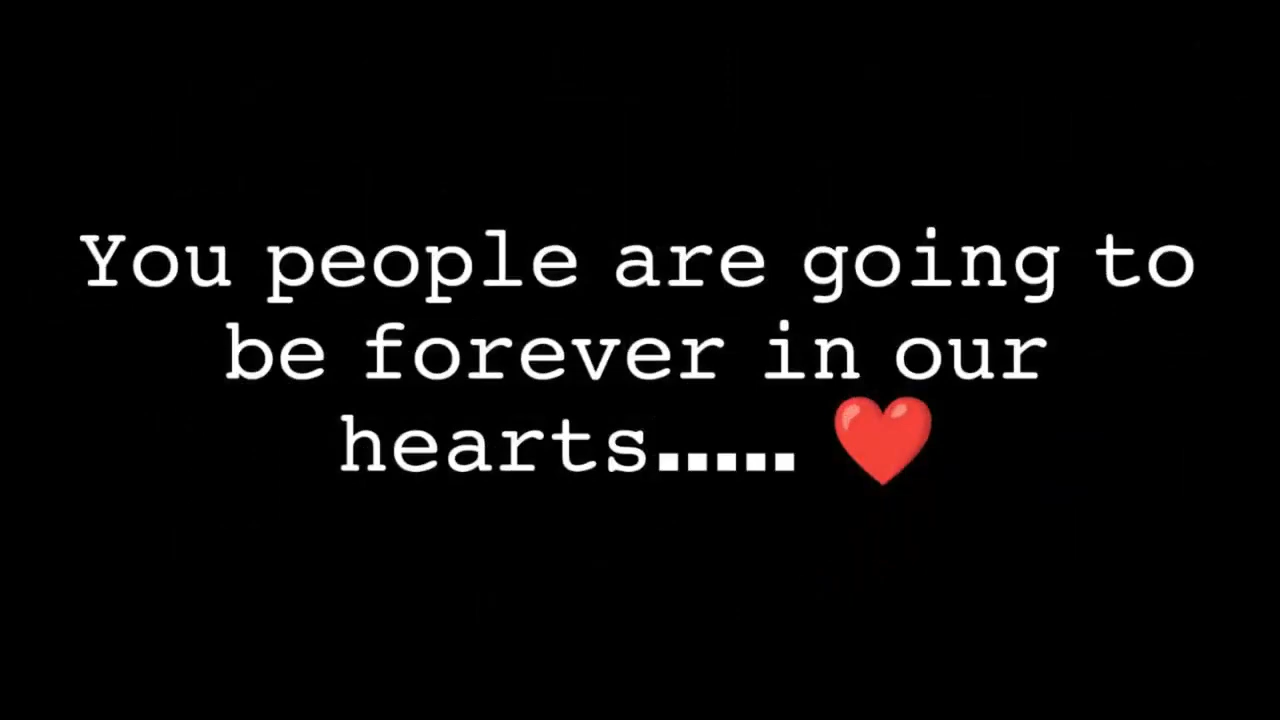 You people are going to
be forever in our
hearts..... ❤️